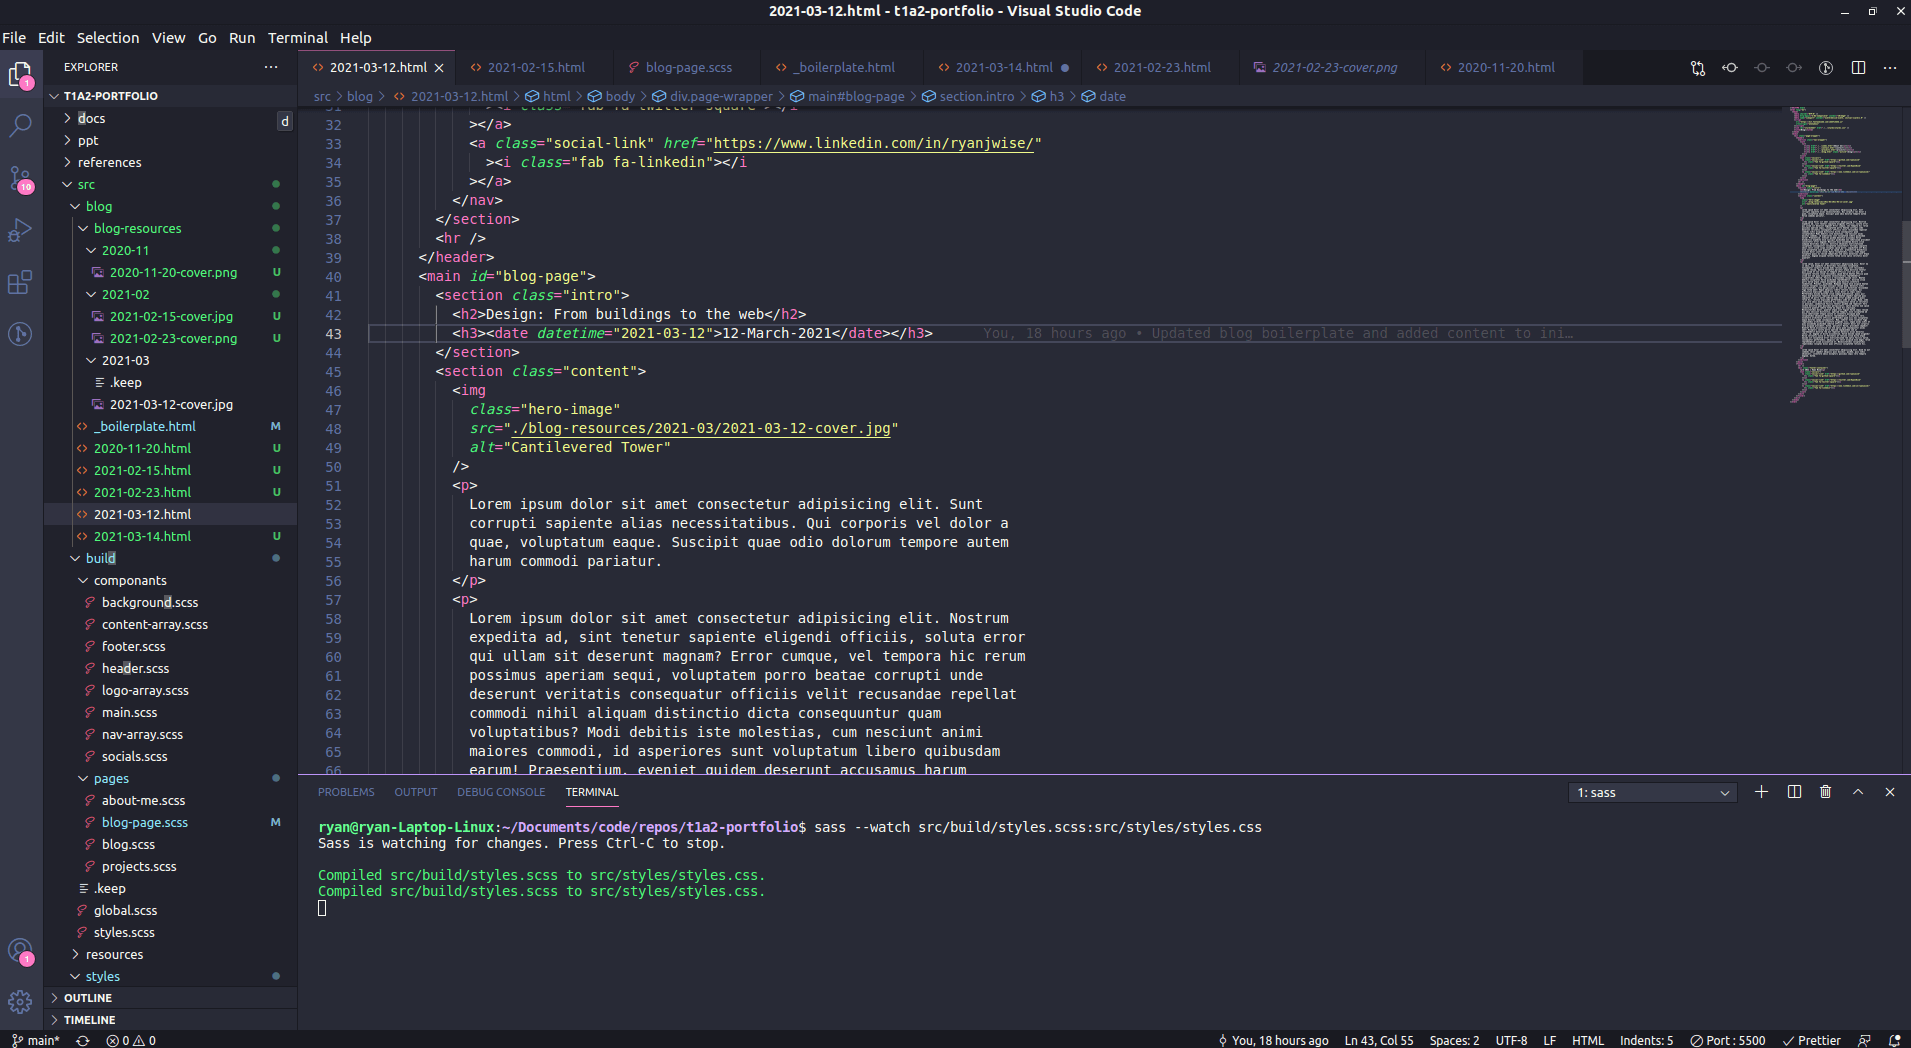 2021-03-12.html - t1a2-portfolio - Visual Studio Code
File Edit Selection View Go Run Terminal Help
EXPLORER
2021-03-12.html 2021-02-15.html blog-page.scss _boilerplate.html 2021-03-14.html 2021-02-23.html 2021-02-23-cover.png 2020-11-20.html
src > blog > 2021-03-12.html > html > body > div.page-wrapper > main#blog-page > section.intro > h3 > date
1
10
T1A2-PORTFOLIO
docs
d
ppt
references
src
blog
blog-resources
2020-11
2020-11-20-cover.png U
2021-02
2021-02-15-cover.jpg U
2021-02-23-cover.png U
2021-03
.keep
2021-03-12-cover.jpg
_boilerplate.html M
2020-11-20.html U
2021-02-15.html U
2021-02-23.html U
2021-03-12.html
2021-03-14.html U
build
componants
background.scss
content-array.scss
footer.scss
header.scss
logo-array.scss
main.scss
nav-array.scss
socials.scss
pages
about-me.scss
blog-page.scss M
blog.scss
projects.scss
.keep
global.scss
styles.scss
resources
styles
OUTLINE
TIMELINE
1
31 ><i class="fab fa-twitter-square"></i
32 ></a>
33 <a class="social-link" href="https://www.linkedin.com/in/ryanjwise/"
34 ><i class="fab fa-linkedin"></i
35 ></a>
36 </nav>
37 </section>
38 <hr />
39 </header>
40 <main id="blog-page">
41 <section class="intro">
42 <h2>Design: From buildings to the web</h2>
43 <h3><date datetime="2021-03-12">12-March-2021</date></h3> You, 18 hours ago • Updated blog boilerplate and added content to ini…
44 </section>
45 <section class="content">
46 <img
47 class="hero-image"
48 src="./blog-resources/2021-03/2021-03-12-cover.jpg"
49 alt="Cantilevered Tower"
50 />
51 <p>
52 Lorem ipsum dolor sit amet consectetur adipisicing elit. Sunt
53 corrupti sapiente alias necessitatibus. Qui corporis vel dolor a
54 quae, voluptatum eaque. Suscipit quae odio dolorum tempore autem
55 harum commodi pariatur.
56 </p>
57 <p>
58 Lorem ipsum dolor sit amet consectetur adipisicing elit. Nostrum
59 expedita ad, sint tenetur sapiente eligendi officiis, soluta error
60 qui ullam sit deserunt magnam? Error cumque, vel tempora hic rerum
61 possimus aperiam sequi, voluptatem porro beatae corrupti unde
62 deserunt veritatis consequatur officiis velit recusandae repellat
63 commodi nihil aliquam distinctio dicta consequuntur quam
64 voluptatibus? Modi debitis iste molestias, cum nesciunt animi
65 maiores commodi, id asperiores sunt voluptatum libero quibusdam
66 earum! Praesentium, eveniet quidem deserunt accusamus harum
PROBLEMS OUTPUT DEBUG CONSOLE TERMINAL 1: sass
ryan@ryan-Laptop-Linux:~/Documents/code/repos/t1a2-portfolio$ sass --watch src/build/styles.scss:src/styles/styles.css
Sass is watching for changes. Press Ctrl-C to stop.
Compiled src/build/styles.scss to src/styles/styles.css.
Compiled src/build/styles.scss to src/styles/styles.css.
main* 0 0 You, 18 hours ago Ln 43, Col 55 Spaces: 2 UTF-8 LF HTML Indents: 5 Port : 5500 Prettier